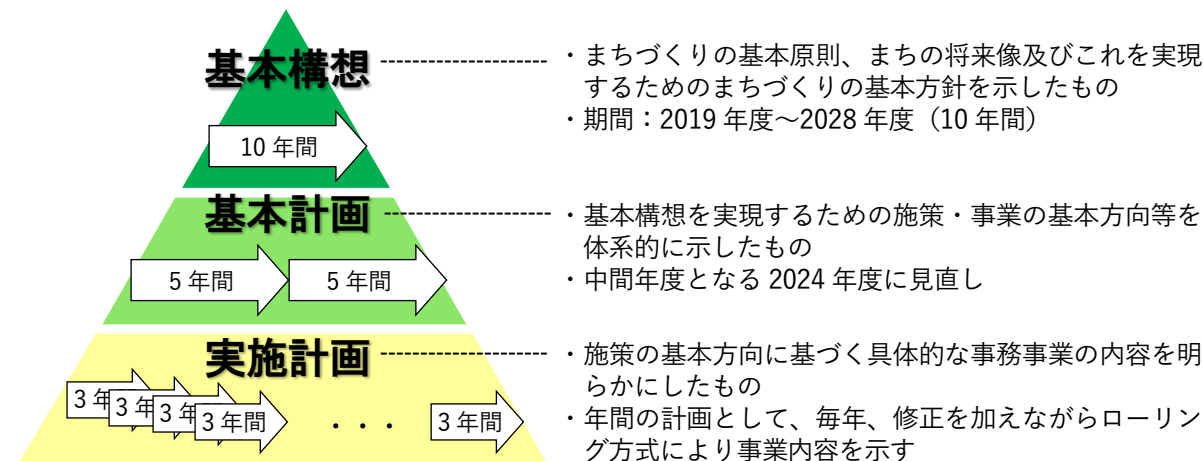 基本構想
・まちづくりの基本原則、まちの将来像及びこれを実現
するためのまちづくりの基本方針を示したもの
・期間：2019 年度～2028 年度（10 年間）
10 年間
基本計画
・基本構想を実現するための施策・事業の基本方向等を
体系的に示したもの
・中間年度となる 2024 年度に見直し
5 年間
5 年間
実施計画
・施策の基本方向に基づく具体的な事務事業の内容を明
らかにしたもの
・年間の計画として、毎年、修正を加えながらローリン
グ方式により事業内容を示す
3 年
3 年
3 年
3 年間
・・・
3 年間